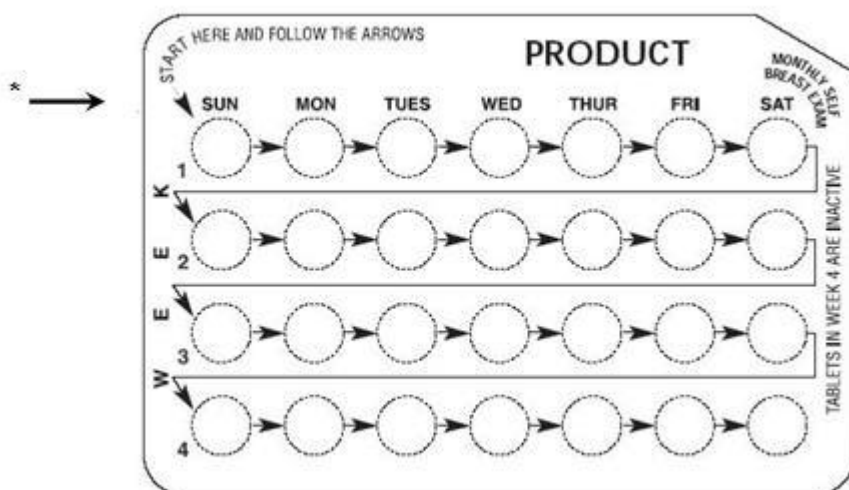 START HERE AND FOLLOW THE ARROWS
PRODUCT
MONTHLY SELF
BREAST EXAM
*
SUN MON TUES WED THUR FRI SAT
WEEK
1
2
3
4
TABLETS IN WEEK 4 ARE INACTIVE